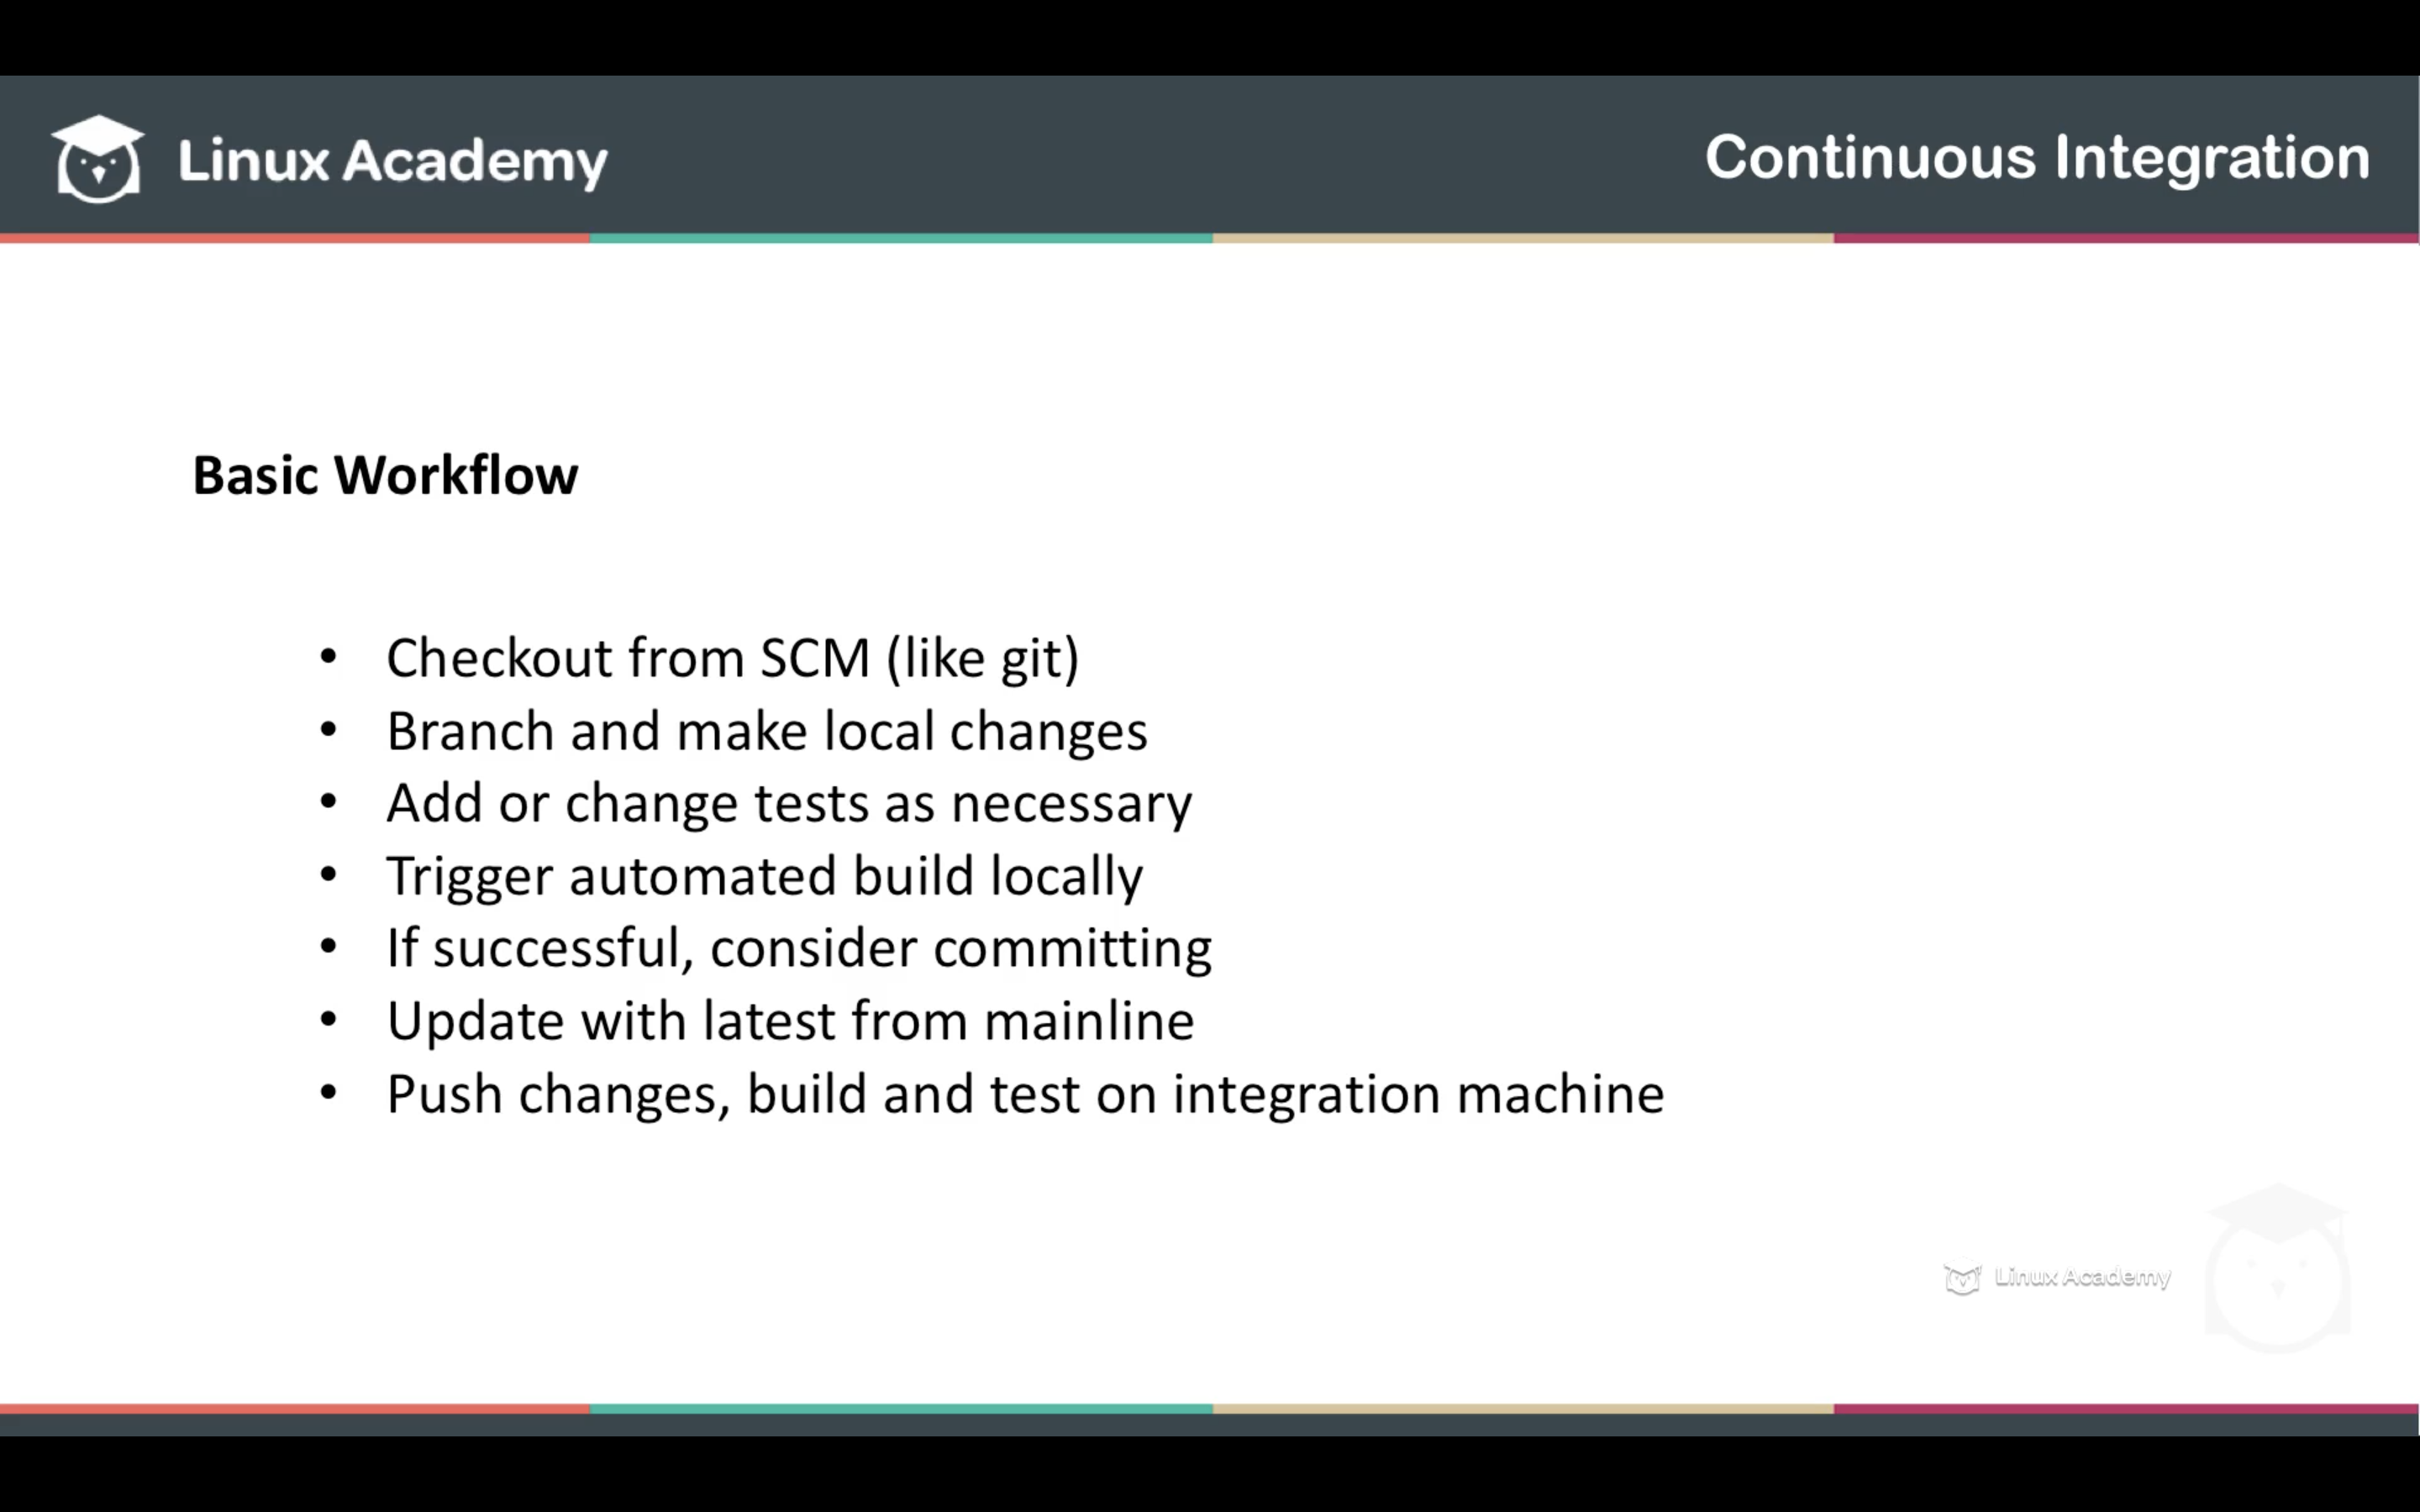 Linux Academy
Continuous Integration
Basic Workflow
• Checkout from SCM (like git)
• Branch and make local changes
• Add or change tests as necessary
• Trigger automated build locally
• If successful, consider committing
• Update with latest from mainline
• Push changes, build and test on integration machine
Linux Academy